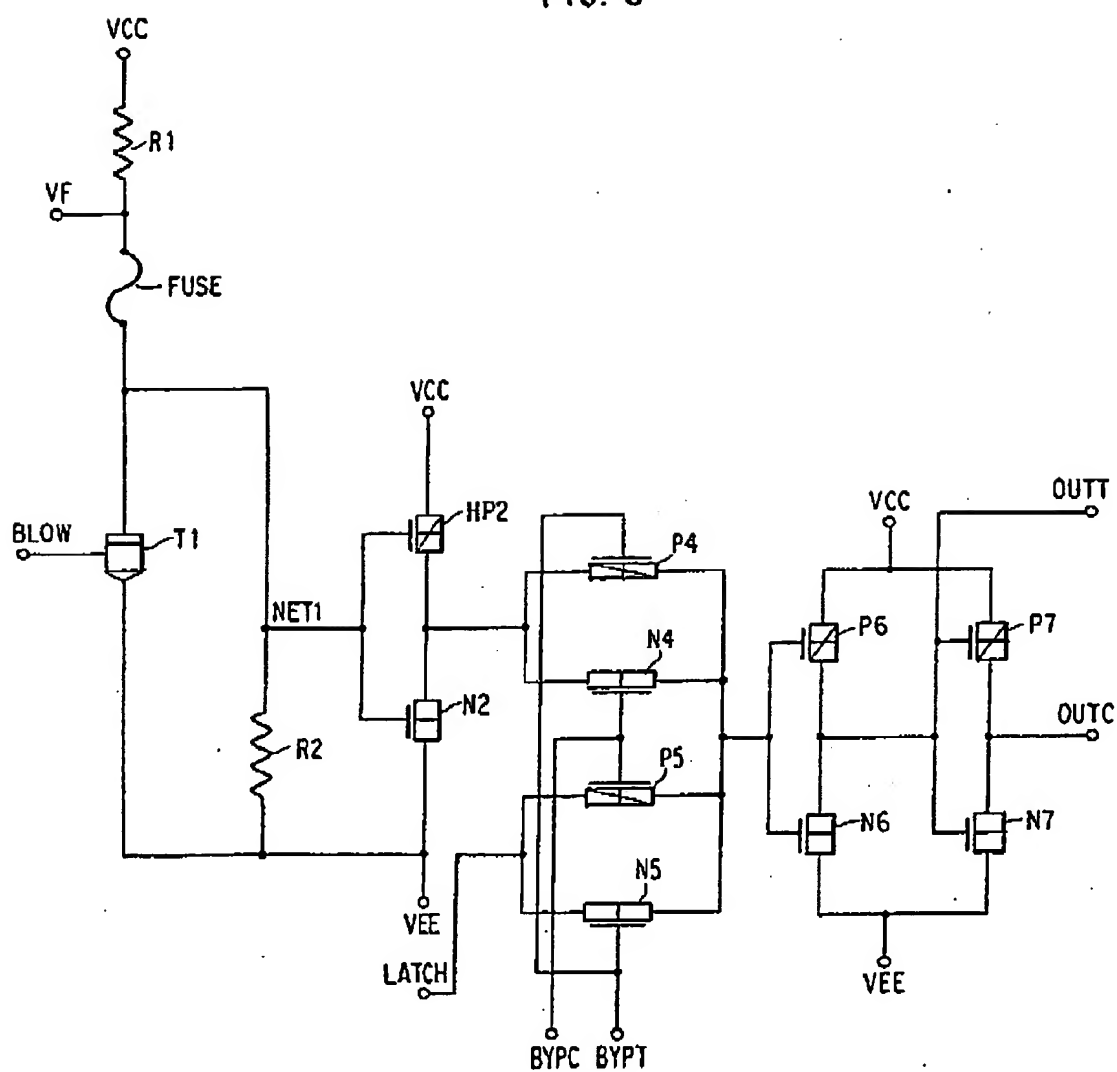 VCC
R1
VF
FUSE
VCC
HP2
BLOW
T1
NET1
N2
R2
VEE
LATCH
P4
N4
P5
N5
BYPC BYPT
VCC
OUTT
P6
P7
OUTC
N6
N7
VEE